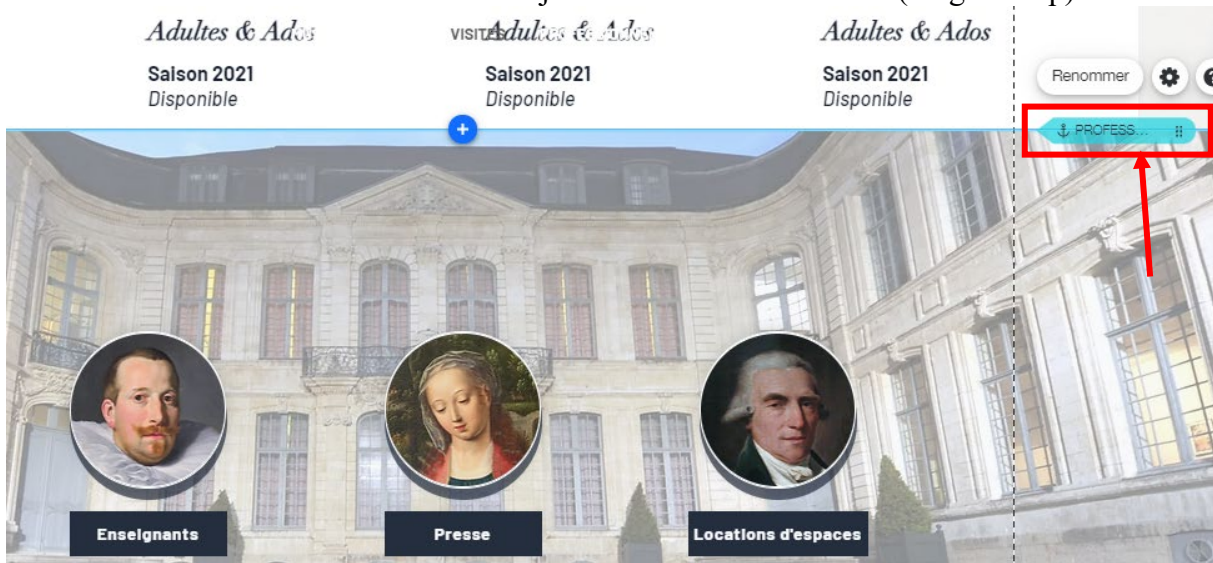 Adultes & Ados
VISITES
Adultes & Ados
Adultes & Ados
Saison 2021
Saison 2021
Saison 2021
Disponible
Disponible
Disponible
Renommer
PROFESS...
Enseignants
Presse
Locations d'espaces